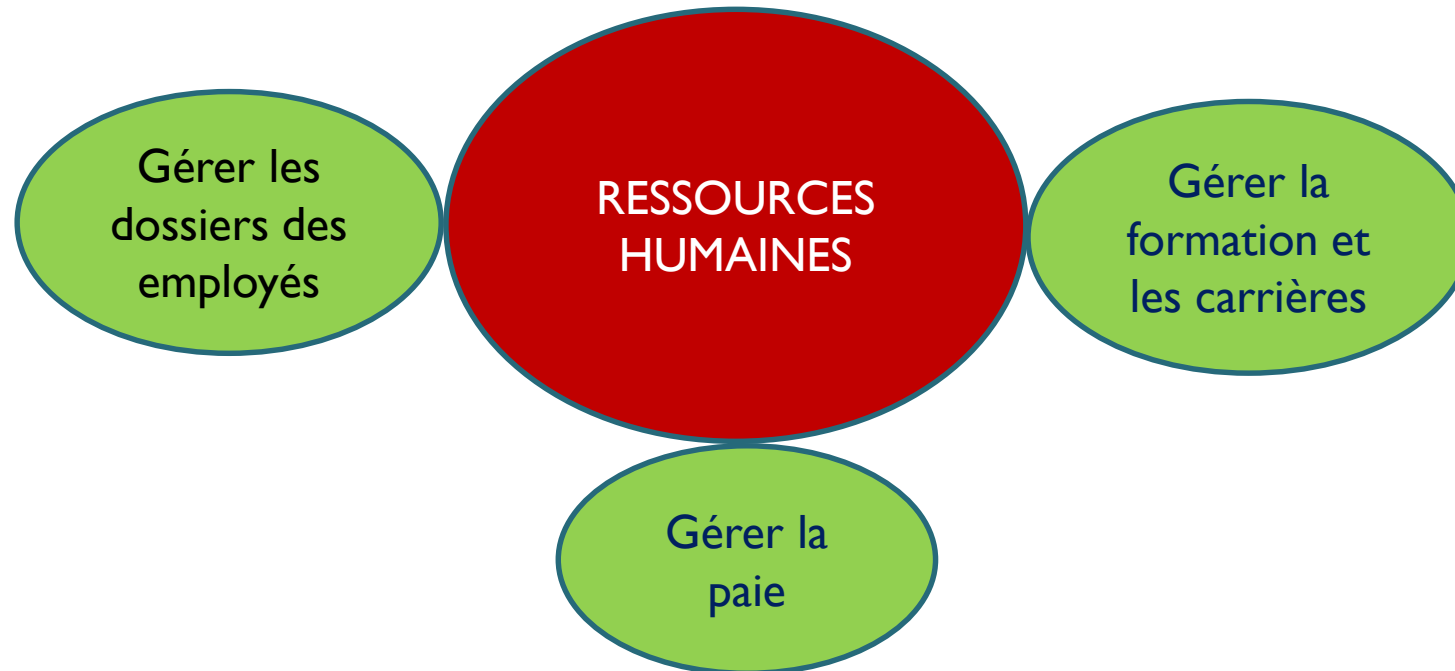 Gérer les
dossiers des
employés
RESSOURCES
HUMAINES
Gérer la
formation et
les carrières
Gérer la
paie